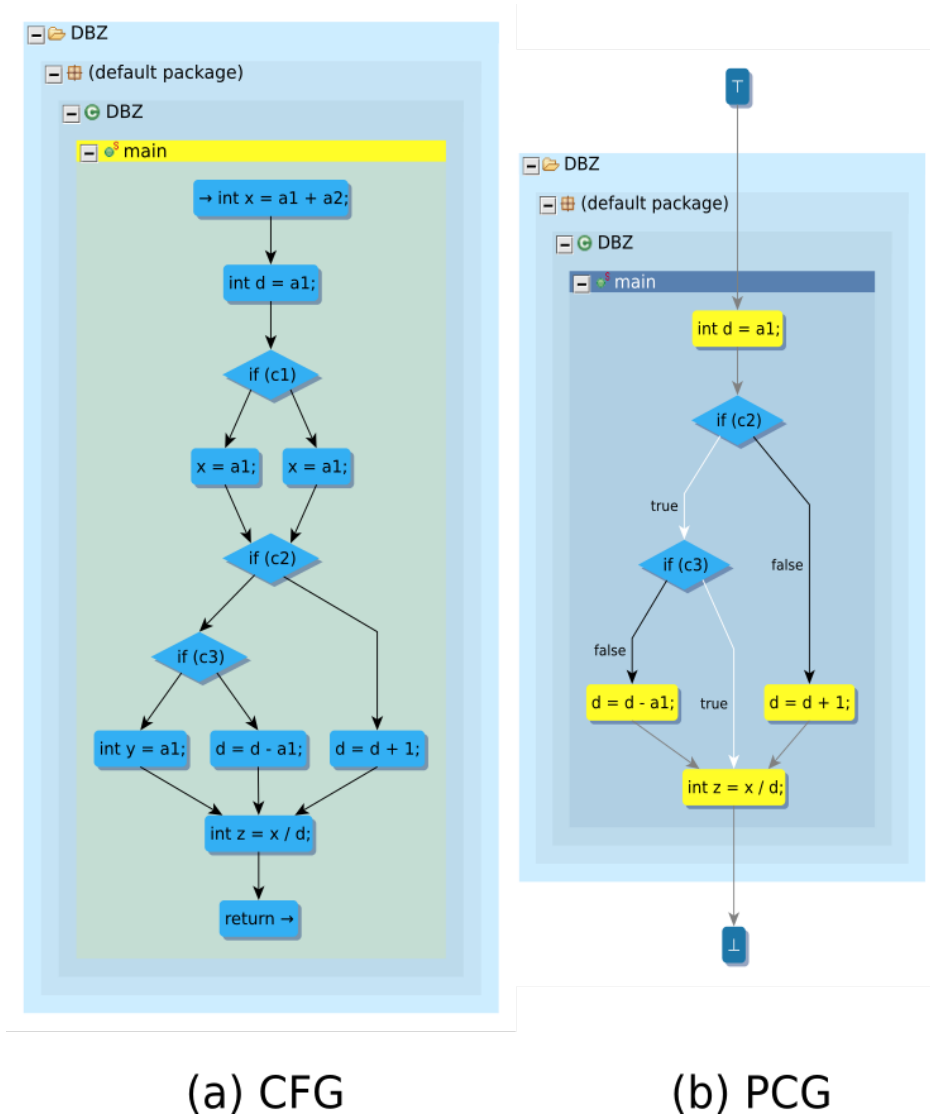 DBZ
(default package)
DBZ
main
→ int x = a1 + a2;
int d = a1;
if (c1)
x = a1; x = a1;
if (c2)
if (c3)
int y = a1; d = d - a1; d = d + 1;
int z = x / d;
return →
(a) CFG
⊤
DBZ
(default package)
DBZ
main
int d = a1;
if (c2)
true
if (c3)
false
false
d = d - a1; true d = d + 1;
int z = x / d;
⊥
(b) PCG